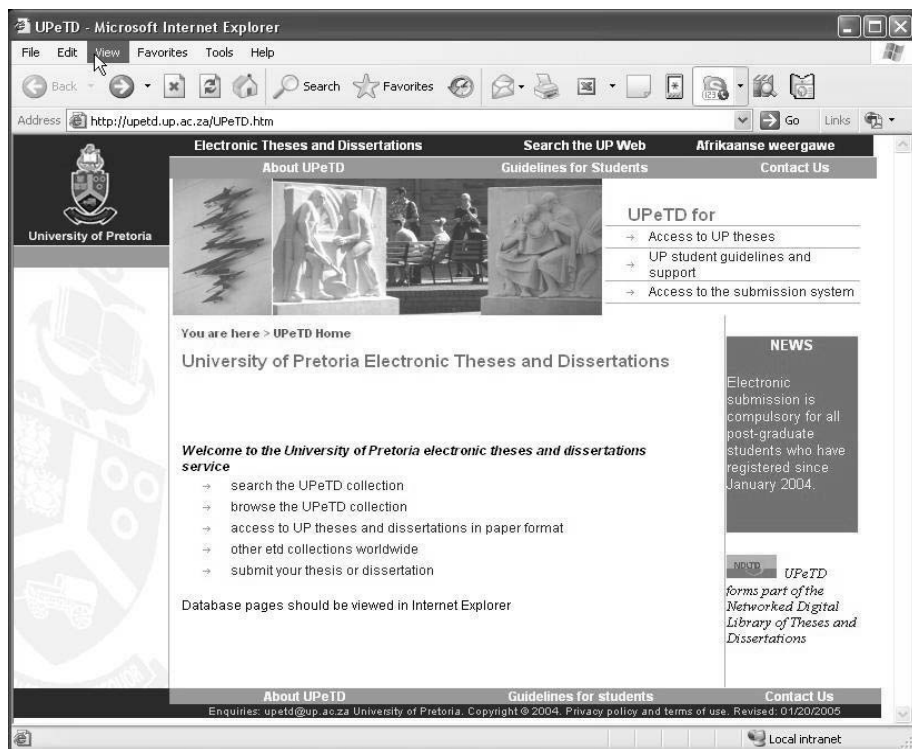 UPeTD - Microsoft Internet Explorer
File Edit View Favorites Tools Help
Back Search Favorites
Address http://upetd.up.ac.za/UPeTD.htm Go Links
Electronic Theses and Dissertations Search the UP Web Afrikaanse weergawe
About UPeTD Guidelines for Students Contact Us
University of Pretoria
UPeTD for
→ Access to UP theses
→ UP student guidelines and
support
→ Access to the submission system
You are here > UPeTD Home
University of Pretoria Electronic Theses and Dissertations
Welcome to the University of Pretoria electronic theses and dissertations
service
→ search the UPeTD collection
→ browse the UPeTD collection
→ access to UP theses and dissertations in paper format
→ other etd collections worldwide
→ submit your thesis or dissertation
Database pages should be viewed in Internet Explorer
NEWS
Electronic
submission is
compulsory for all
post-graduate
students who have
registered since
January 2004.
NDLTD UPeTD
forms part of the
Networked Digital
Library of Theses and
Dissertations
About UPeTD Guidelines for students Contact Us
Enquiries: upetd@up.ac.za University of Pretoria. Copyright © 2004. Privacy policy and terms of use. Revised: 01/20/2005
Local intranet